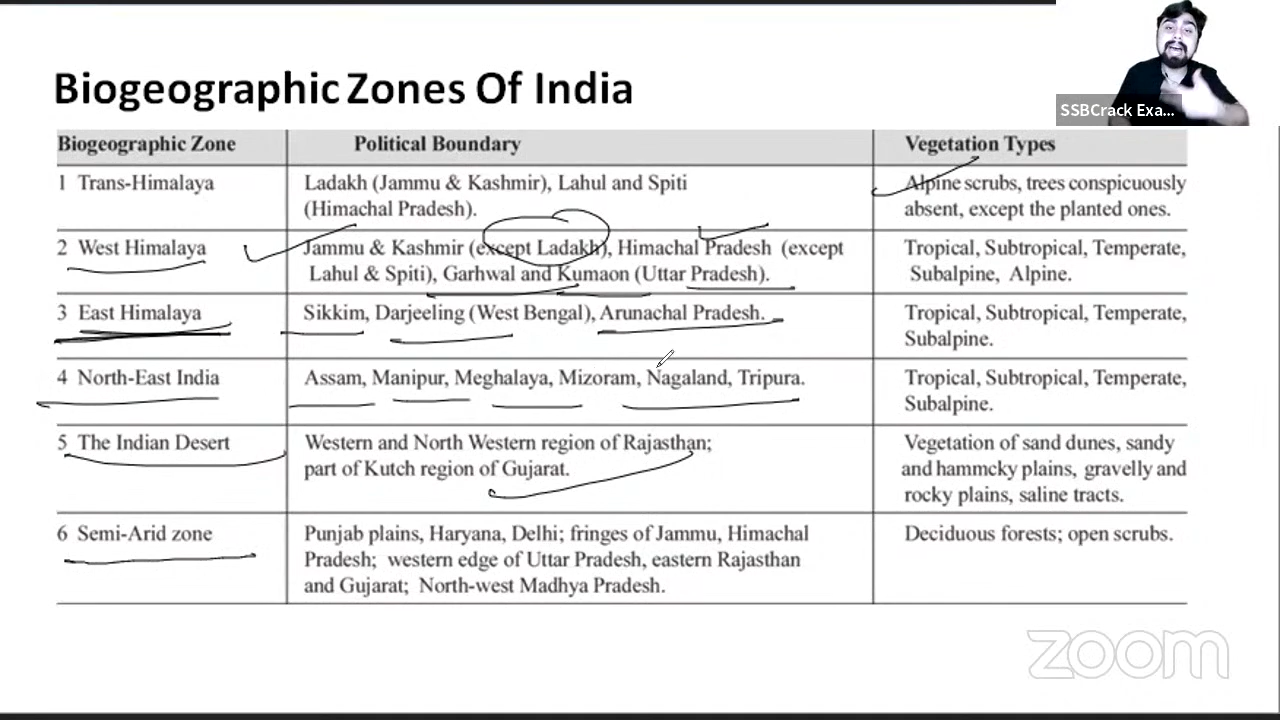 SSBCrack Exa...
Biogeographic Zones Of India
Biogeographic Zone Political Boundary Vegetation Types
1 Trans-Himalaya Ladakh (Jammu & Kashmir), Lahul and Spiti Alpine scrubs, trees conspicuously
(Himachal Pradesh). absent, except the planted ones.
2 West Himalaya Jammu & Kashmir (except Ladakh), Himachal Pradesh (except Tropical, Subtropical, Temperate,
Lahul & Spiti), Garhwal and Kumaon (Uttar Pradesh). Subalpine, Alpine.
3 East Himalaya Sikkim, Darjeeling (West Bengal), Arunachal Pradesh. Tropical, Subtropical, Temperate,
Subalpine.
4 North-East India Assam, Manipur, Meghalaya, Mizoram, Nagaland, Tripura. Tropical, Subtropical, Temperate,
Subalpine.
5 The Indian Desert Western and North Western region of Rajasthan; Vegetation of sand dunes, sandy
part of Kutch region of Gujarat. and hammcky plains, gravelly and
rocky plains, saline tracts.
6 Semi-Arid zone Punjab plains, Haryana, Delhi; fringes of Jammu, Himachal Deciduous forests; open scrubs.
Pradesh; western edge of Uttar Pradesh, eastern Rajasthan
and Gujarat; North-west Madhya Pradesh.
zoom